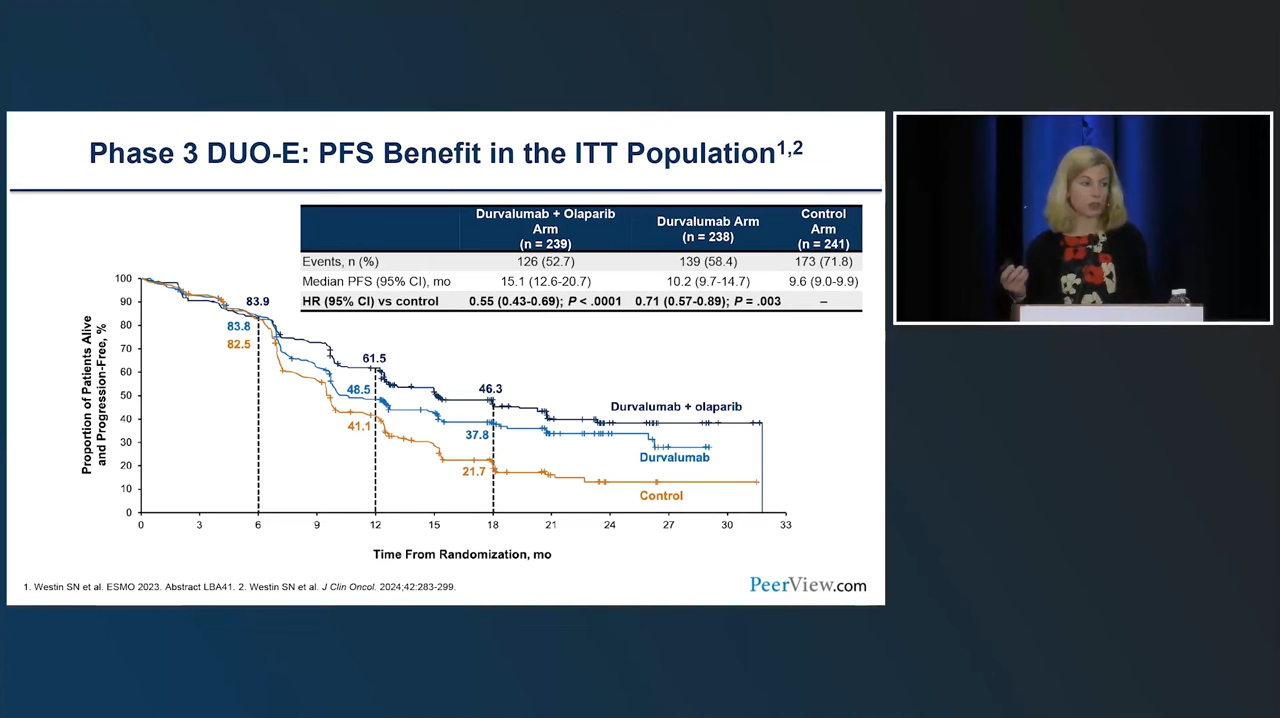 Phase 3 DUO-E: PFS Benefit in the ITT Population1,2
Durvalumab + Olaparib
Arm
(n = 239)
Durvalumab Arm
(n = 238)
Control
Arm
(n = 241)
Events, n (%) 126 (52.7) 139 (58.4) 173 (71.8)
Median PFS (95% CI), mo 15.1 (12.6-20.7) 10.2 (9.7-14.7) 9.6 (9.0-9.9)
HR (95% CI) vs control 0.55 (0.43-0.69); P < .0001 0.71 (0.57-0.89); P = .003 –
Proportion of Patients Alive
and Progression-Free, %
100
90
80
70
60
50
40
30
20
10
0
83.9
83.8
82.5
61.5
48.5
41.1
46.3
37.8
21.7
Durvalumab + olaparib
Durvalumab
Control
0 3 6 9 12 15 18 21 24 27 30 33
Time From Randomization, mo
1. Westin SN et al. ESMO 2023. Abstract LBA41. 2. Westin SN et al. J Clin Oncol. 2024;42:283-299.
PeerView.com